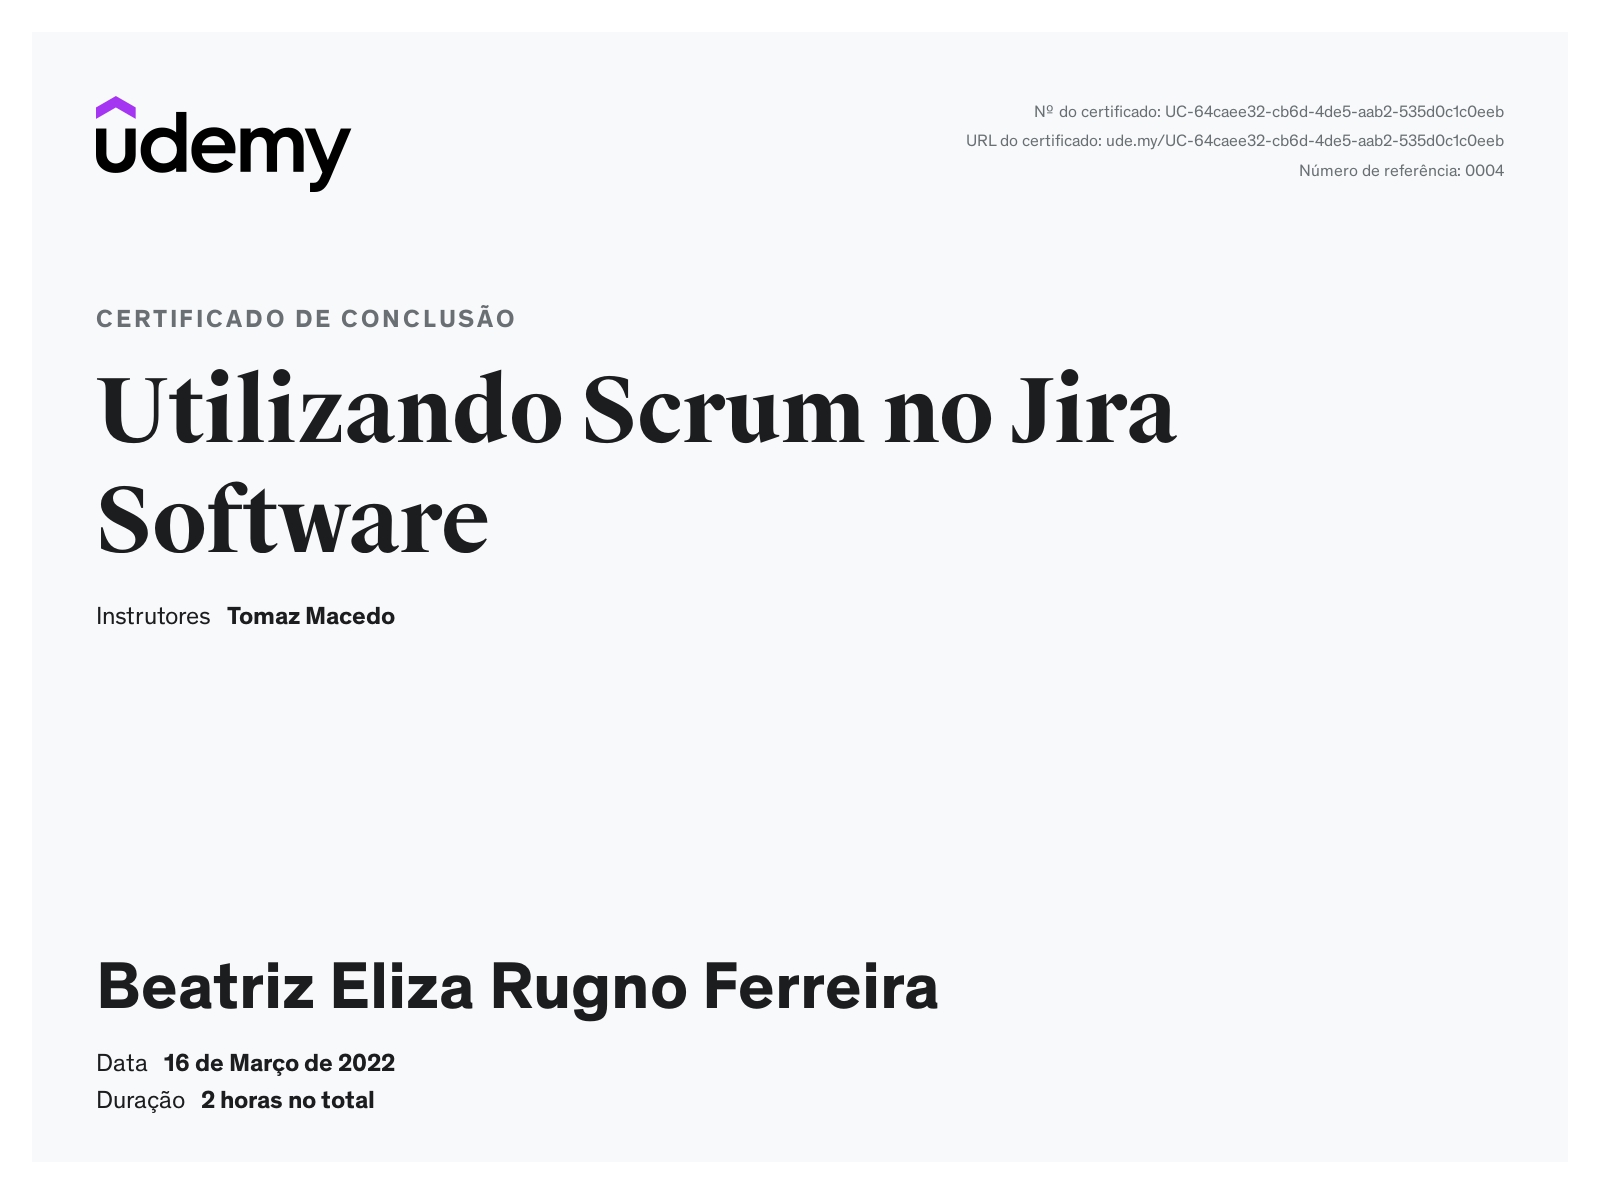 udemy
Nº do certificado: UC-64caee32-cb6d-4de5-aab2-535d0c1c0eeb
URL do certificado: ude.my/UC-64caee32-cb6d-4de5-aab2-535d0c1c0eeb
Número de referência: 0004
CERTIFICADO DE CONCLUSÃO
Utilizando Scrum no Jira
Software
Instrutores Tomaz Macedo
Beatriz Eliza Rugno Ferreira
Data 16 de Março de 2022
Duração 2 horas no total